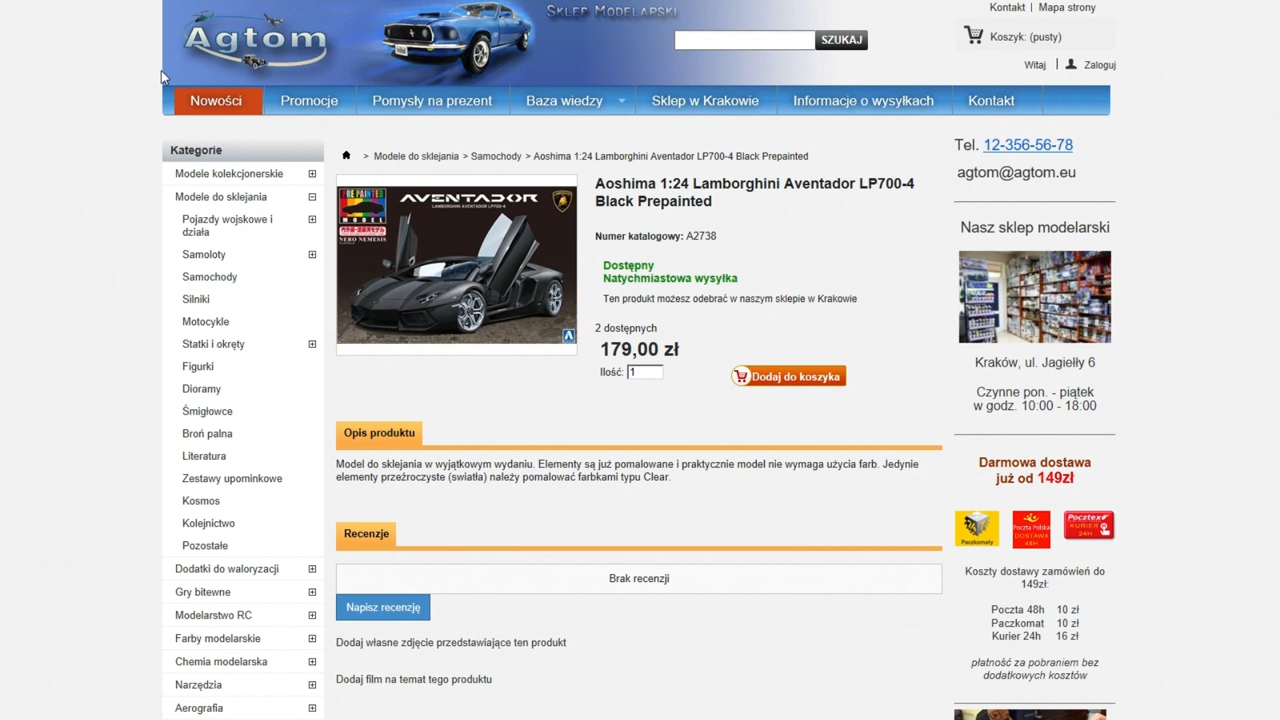 Agtom
SKLEP MODELARSKI
SZUKAJ
Kontakt | Mapa strony
Koszyk: (pusty)
Witaj | Zaloguj
Nowości
Promocje
Pomysły na prezent
Baza wiedzy
Sklep w Krakowie
Informacje o wysyłkach
Kontakt
Kategorie
Modele kolekcjonerskie
Modele do sklejania
Pojazdy wojskowe i
działa
Samoloty
Samochody
Silniki
Motocykle
Statki i okręty
Figurki
Dioramy
Śmigłowce
Broń palna
Literatura
Zestawy upominkowe
Kosmos
Kolejnictwo
Pozostałe
Dodatki do waloryzacji
Gry bitewne
Modelarstwo RC
Farby modelarskie
Chemia modelarska
Narzędzia
Aerografia
> Modele do sklejania > Samochody > Aoshima 1:24 Lamborghini Aventador LP700-4 Black Prepainted
PRE PAINTED
MODEL
NERO NEMESIS
AVENTADOR
LAMBORGHINI AVENTADOR LP700-4
Aoshima 1:24 Lamborghini Aventador LP700-4
Black Prepainted
Numer katalogowy: A2738
Dostępny
Natychmiastowa wysyłka
Ten produkt możesz odebrać w naszym sklepie w Krakowie
2 dostępnych
179,00 zł
Ilość: 1
Dodaj do koszyka
Opis produktu
Model do sklejania w wyjątkowym wydaniu. Elementy są już pomalowane i praktycznie model nie wymaga użycia farb. Jedynie
elementy przeźroczyste (swiatła) należy pomalować farbkami typu Clear.
Recenzje
Brak recenzji
Napisz recenzję
Dodaj własne zdjęcie przedstawiające ten produkt
Dodaj film na temat tego produktu
Tel. 12-356-56-78
agtom@agtom.eu
Nasz sklep modelarski
Kraków, ul. Jagiełły 6
Czynne pon. - piątek
w godz. 10:00 - 18:00
Darmowa dostawa
już od 149zł
Paczkomaty
Poczta Polska
DOSTAWA
48H
Pocztex
KURIER
24H
Koszty dostawy zamówień do
149zł:
Poczta 48h 10 zł
Paczkomat 10 zł
Kurier 24h 16 zł
płatność za pobraniem bez
dodatkowych kosztów